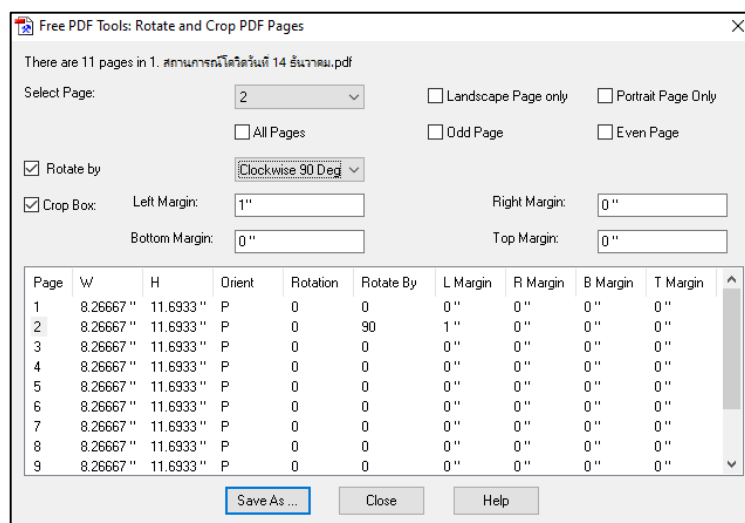 Free PDF Tools: Rotate and Crop PDF Pages
There are 11 pages in 1. สถานการณ์โควิดวันที่ 14 ธันวาคม.pdf
Select Page: 2 Landscape Page only Portrait Page Only
All Pages Odd Page Even Page
Rotate by Clockwise 90 Deg
Crop Box: Left Margin: 1" Right Margin: 0 "
Bottom Margin: 0 " Top Margin: 0 "
Page W H Orient Rotation Rotate By L Margin R Margin B Margin T Margin
1 8.26667 " 11.6933 " P 0 0 0 " 0 " 0 " 0 "
2 8.26667 " 11.6933 " P 0 90 1 " 0 " 0 " 0 "
3 8.26667 " 11.6933 " P 0 0 0 " 0 " 0 " 0 "
4 8.26667 " 11.6933 " P 0 0 0 " 0 " 0 " 0 "
5 8.26667 " 11.6933 " P 0 0 0 " 0 " 0 " 0 "
6 8.26667 " 11.6933 " P 0 0 0 " 0 " 0 " 0 "
7 8.26667 " 11.6933 " P 0 0 0 " 0 " 0 " 0 "
8 8.26667 " 11.6933 " P 0 0 0 " 0 " 0 " 0 "
9 8.26667 " 11.6933 " P 0 0 0 " 0 " 0 " 0 "
Save As ... Close Help